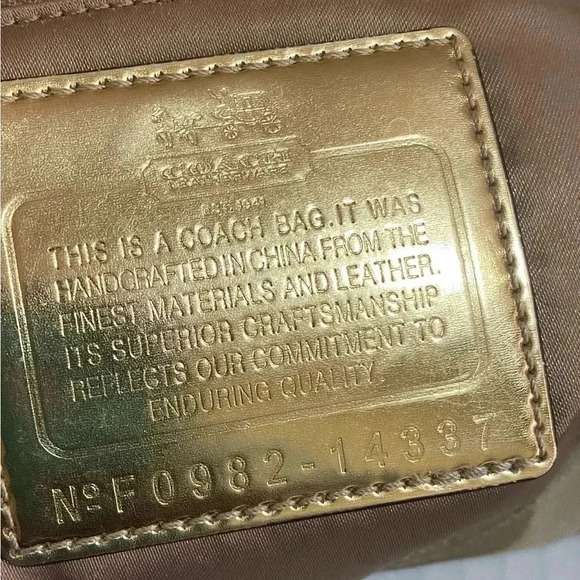 COACH
LEATHERWARE
EST. 1941
THIS IS A COACH BAG.IT WAS
HANDCRAFTED IN CHINA FROM THE
FINEST MATERIALS AND LEATHER.
ITS SUPERIOR CRAFTSMANSHIP
REFLECTS OUR COMMITMENT TO
ENDURING QUALITY.
Nº F0982-14337